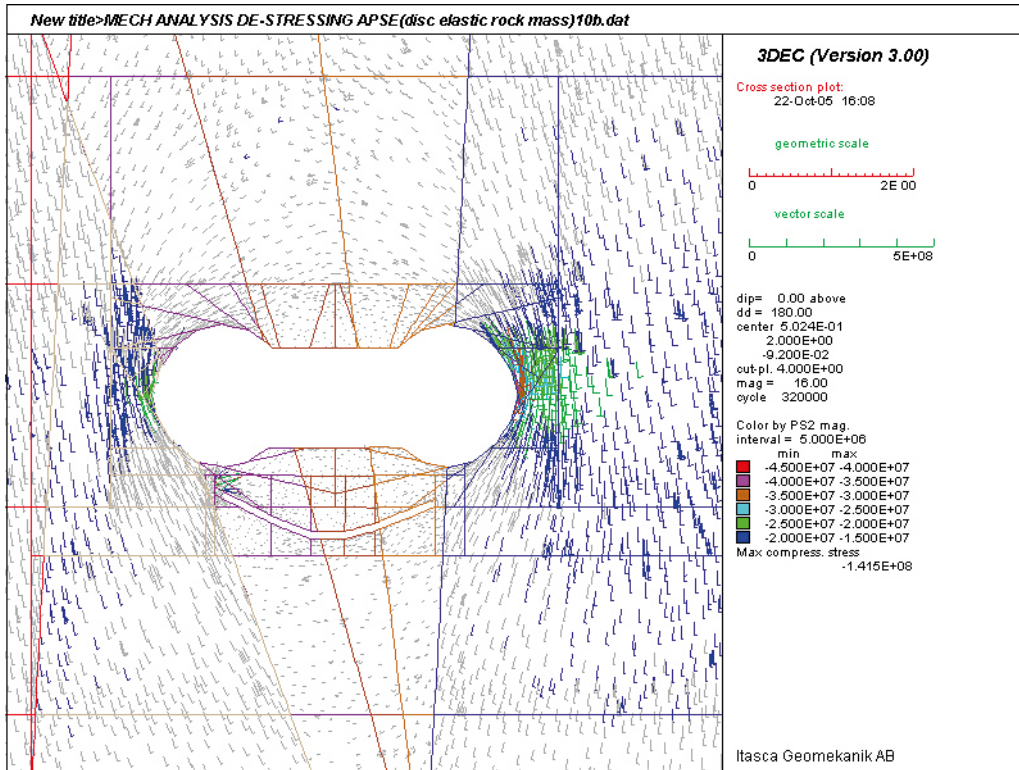 New title>MECH ANALYSIS DE-STRESSING APSE(disc elastic rock mass)10b.dat
3DEC (Version 3.00)
Cross section plot:
22-Oct-05 16:08
geometric scale
0 2E 00
vector scale
0 5E+08
dip= 0.00 above
dd = 180.00
center 5.024E-01
2.000E+00
-9.200E-02
cut-pl. 4.000E+00
mag = 16.00
cycle 320000
Color by PS2 mag.
interval = 5.000E+06
min max
-4.500E+07 -4.000E+07
-4.000E+07 -3.500E+07
-3.500E+07 -3.000E+07
-3.000E+07 -2.500E+07
-2.500E+07 -2.000E+07
-2.000E+07 -1.500E+07
Max compress. stress
-1.415E+08
Itasca Geomekanik AB